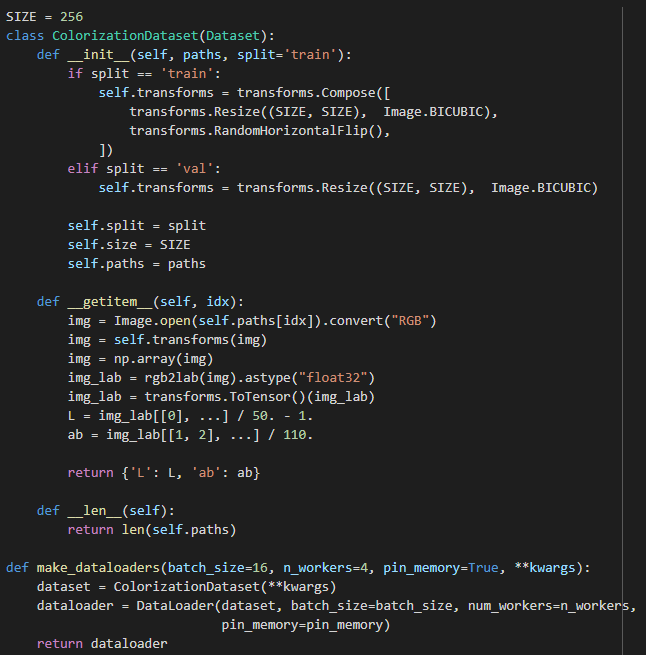 SIZE = 256
class ColorizationDataset(Dataset):
    def __init__(self, paths, split='train'):
        if split == 'train':
            self.transforms = transforms.Compose([
                transforms.Resize((SIZE, SIZE),  Image.BICUBIC),
                transforms.RandomHorizontalFlip(),
            ])
        elif split == 'val':
            self.transforms = transforms.Resize((SIZE, SIZE),  Image.BICUBIC)

        self.split = split
        self.size = SIZE
        self.paths = paths

    def __getitem__(self, idx):
        img = Image.open(self.paths[idx]).convert("RGB")
        img = self.transforms(img)
        img = np.array(img)
        img_lab = rgb2lab(img).astype("float32")
        img_lab = transforms.ToTensor()(img_lab)
        L = img_lab[[0], ...] / 50. - 1.
        ab = img_lab[[1, 2], ...] / 110.

        return {'L': L, 'ab': ab}

    def __len__(self):
        return len(self.paths)

def make_dataloaders(batch_size=16, n_workers=4, pin_memory=True, **kwargs):
    dataset = ColorizationDataset(**kwargs)
    dataloader = DataLoader(dataset, batch_size=batch_size, num_workers=n_workers,
                            pin_memory=pin_memory)
    return dataloader